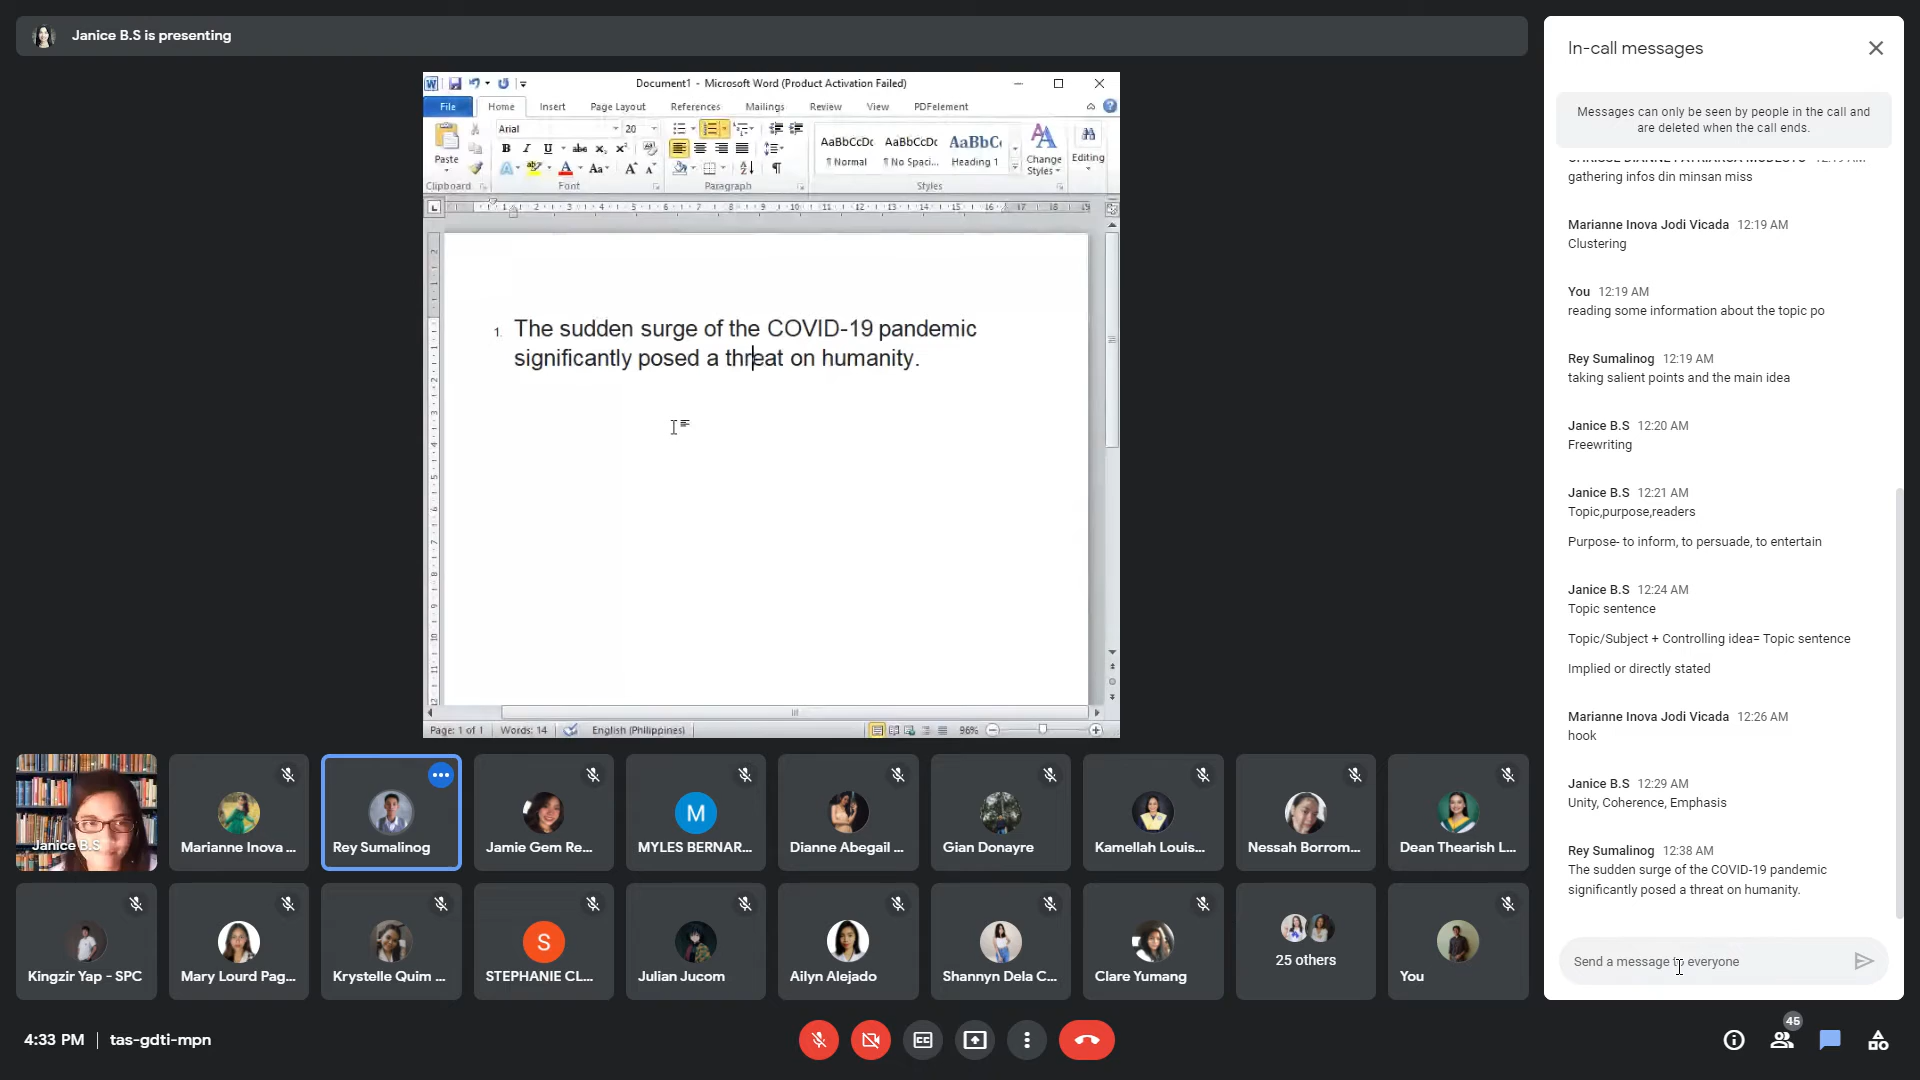 Janice B.S is presenting
Document1 - Microsoft Word (Product Activation Failed)
File Home Insert Page Layout References Mailings Review View PDFelement
Arial 20
Paste
B I U abc
AaBbCcDc AaBbCcDc AaBbC
¶ Normal ¶ No Spaci... Heading 1
Change Styles
Editing
Clipboard Font Paragraph Styles
1. The sudden surge of the COVID-19 pandemic
significantly posed a threat on humanity.
Page: 1 of 1 Words: 14 English (Philippines) 96%
Janice B.S
Marianne Inova ...
Rey Sumalinog
Jamie Gem Re...
M
MYLES BERNAR...
Dianne Abegail ...
Gian Donayre
Kamellah Louis...
Nessah Borrom...
Dean Thearish L...
Kingzir Yap - SPC
Mary Lourd Pag...
Krystelle Quim ...
S
STEPHANIE CL...
Julian Jucom
Ailyn Alejado
Shannyn Dela C...
Clare Yumang
25 others
You
4:33 PM | tas-gdti-mpn
45
In-call messages
Messages can only be seen by people in the call and
are deleted when the call ends.
gathering infos din minsan miss
Marianne Inova Jodi Vicada 12:19 AM
Clustering
You 12:19 AM
reading some information about the topic po
Rey Sumalinog 12:19 AM
taking salient points and the main idea
Janice B.S 12:20 AM
Freewriting
Janice B.S 12:21 AM
Topic,purpose,readers
Purpose- to inform, to persuade, to entertain
Janice B.S 12:24 AM
Topic sentence
Topic/Subject + Controlling idea= Topic sentence
Implied or directly stated
Marianne Inova Jodi Vicada 12:26 AM
hook
Janice B.S 12:29 AM
Unity, Coherence, Emphasis
Rey Sumalinog 12:38 AM
The sudden surge of the COVID-19 pandemic
significantly posed a threat on humanity.
Send a message to everyone